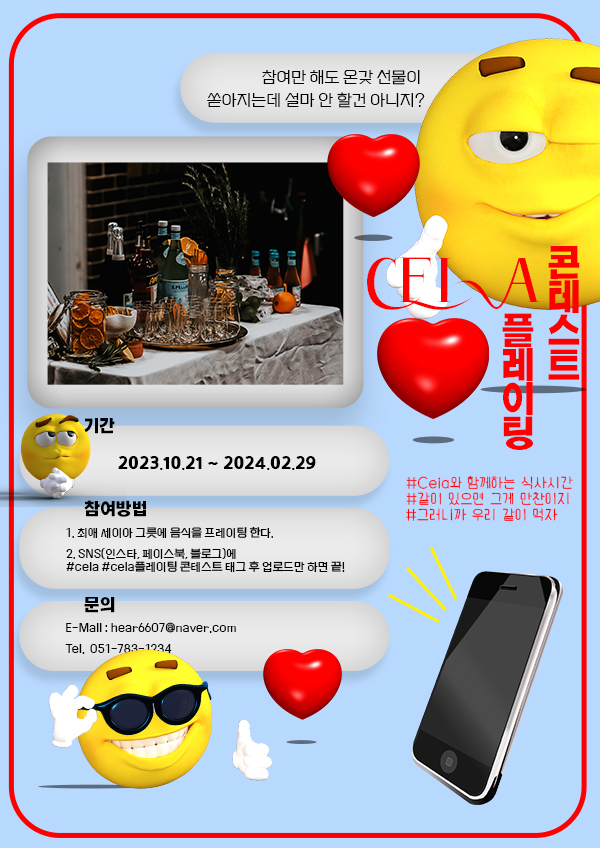 참여만 해도 온갖 선물이
쏟아지는데 설마 안 할건 아니지?
CELA
콘테스트
플레이팅
기간
2023.10.21 ~ 2024.02.29
참여방법
1. 최애 세이아 그릇에 음식을 프레이팅 한다.
2. SNS(인스타, 페이스북, 블로그)에
#cela #cela플레이팅 콘테스트 태그 후 업로드만 하면 끝!
#Ceia와 함께하는 식사시간
#같이 있으면 그게 만찬이지
#그러니까 우리 같이 먹자
문의
E-Mall : hear6607@naver.com
Tel. 051-783-1234